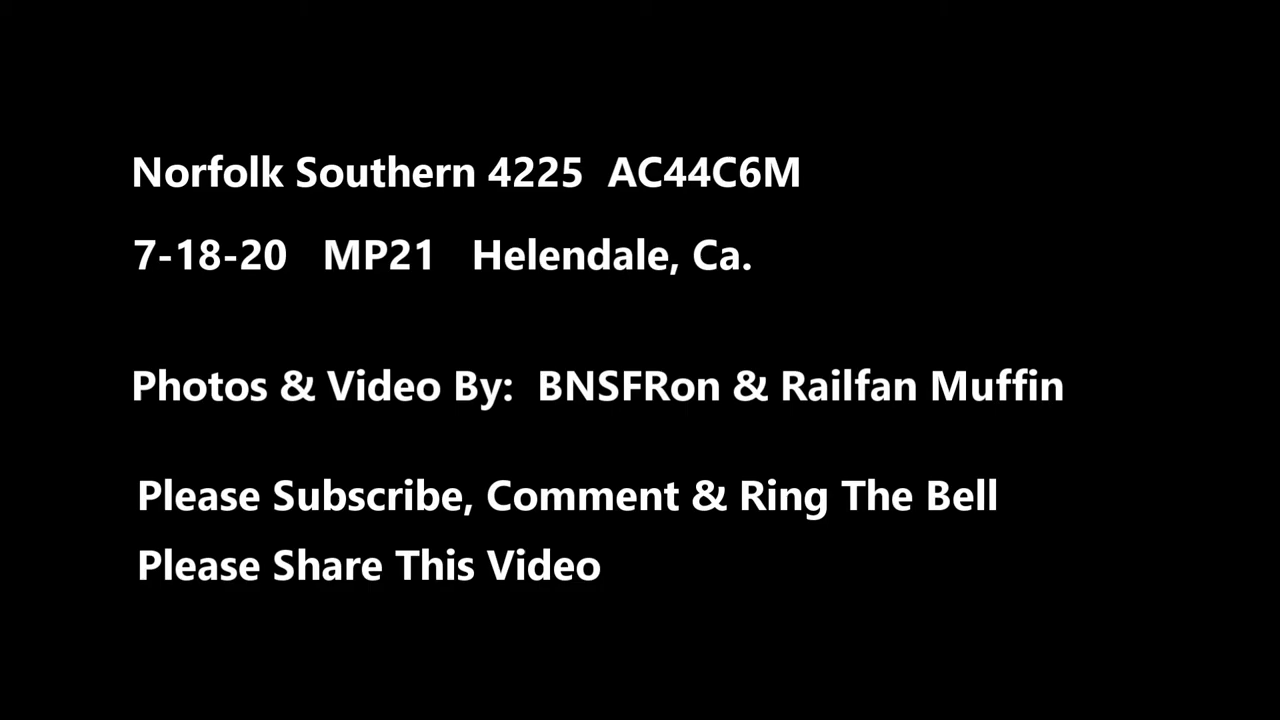 Norfolk Southern 4225 AC44C6M
7-18-20 MP21 Helendale, Ca.
Photos & Video By: BNSFRon & Railfan Muffin
Please Subscribe, Comment & Ring The Bell
Please Share This Video